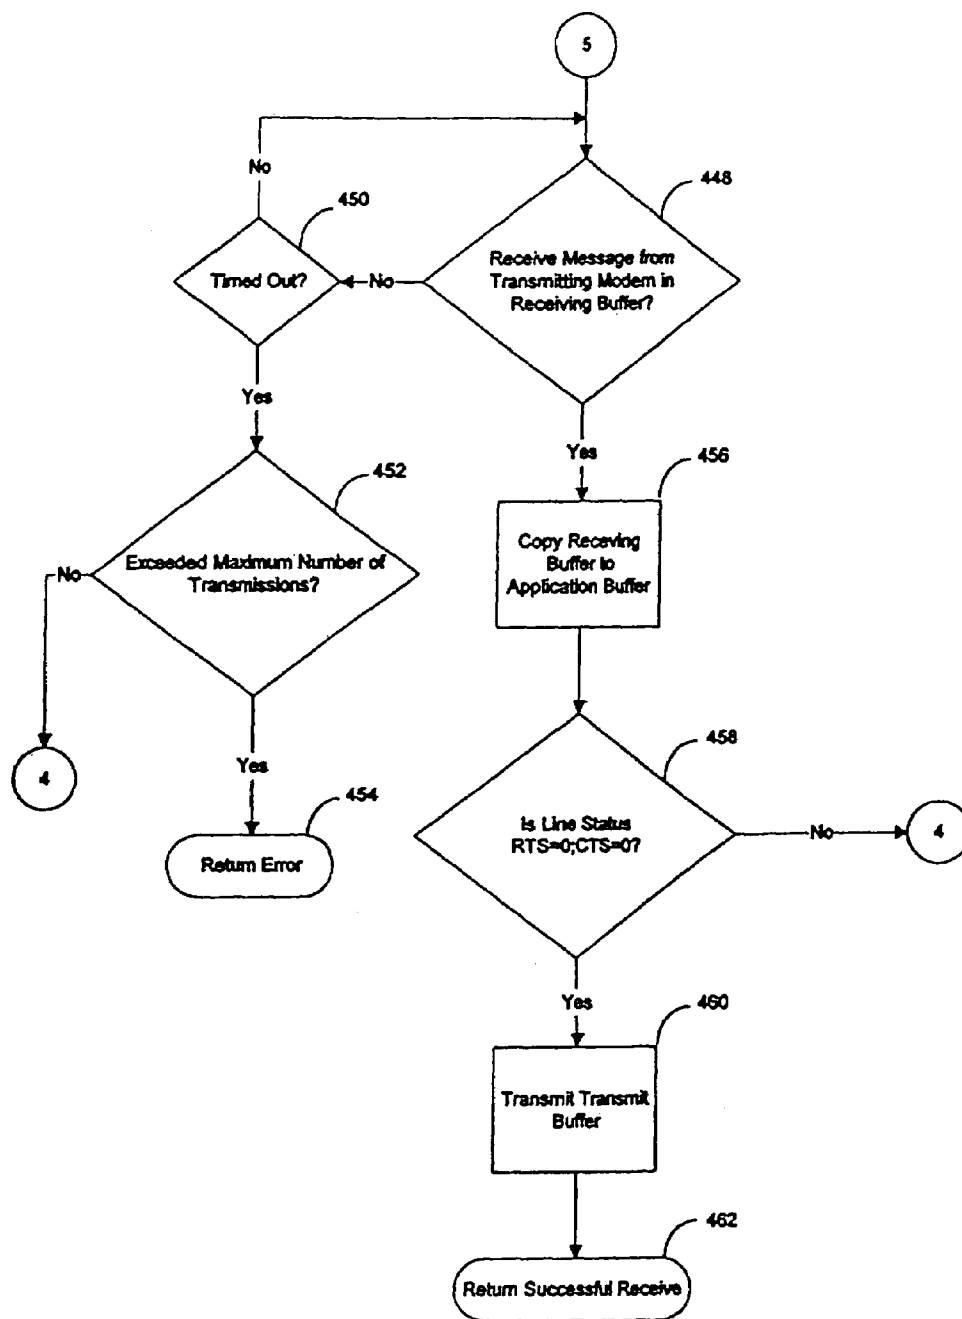 5
No
450
448
Timed Out?
No
Receive Message from
Transmitting Modem in
Receiving Buffer?
Yes
452
Yes
456
Exceeded Maximum Number of
Transmissions?
No
Copy Receving
Buffer to
Application Buffer
4
Yes
454
Return Error
458
Is Line Status
RTS=0;CTS=0?
No
4
Yes
460
Transmit Transmit
Buffer
462
Return Successful Receive